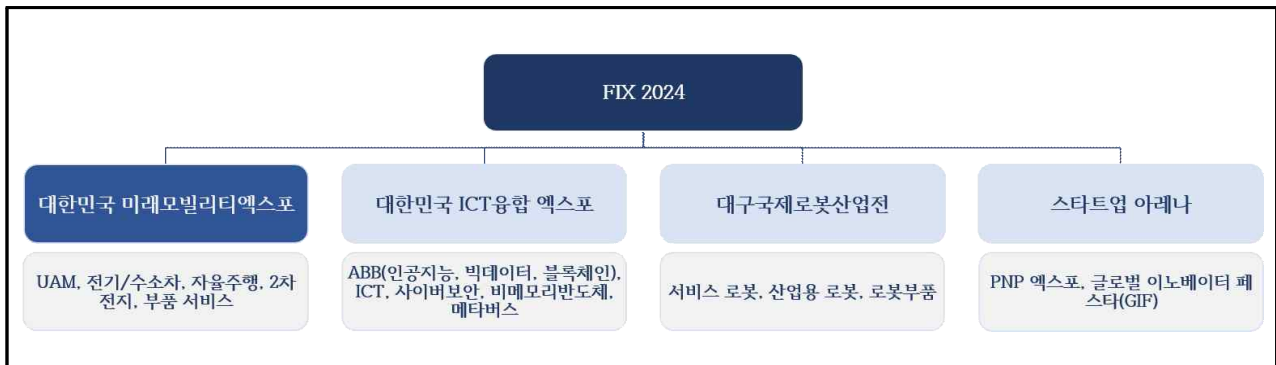 FIX 2024
대한민국 미래모빌리티엑스포
대한민국 ICT융합 엑스포
대구국제로봇산업전
스타트업 아레나
UAM, 전기/수소차, 자율주행, 2차
전지, 부품 서비스
ABB(인공지능, 빅데이터, 블록체인),
ICT, 사이버보안, 비메모리반도체,
메타버스
서비스 로봇, 산업용 로봇, 로봇부품
PNP 엑스포, 글로벌 이노베이터 페
스타(GIF)